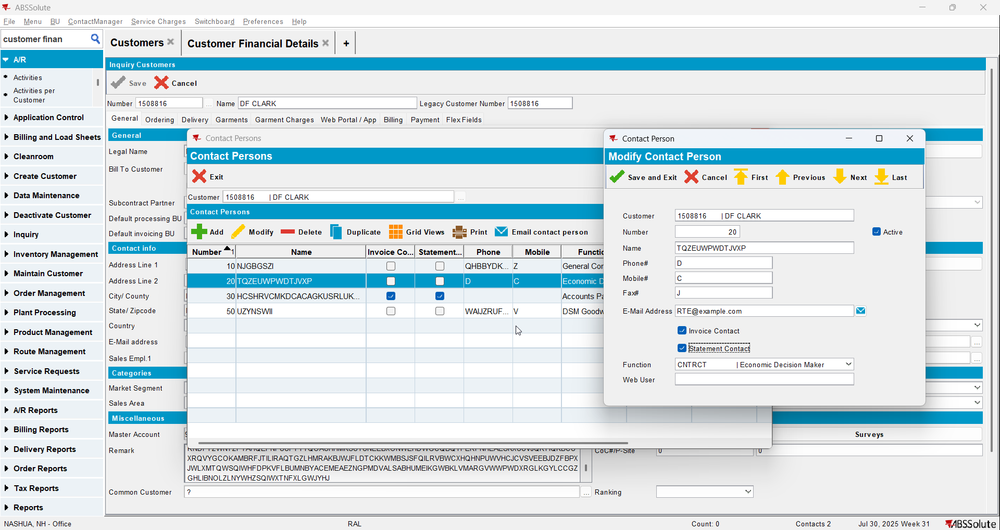 ABSSolute
File Menu BU ContactManager Service Charges Switchboard Preferences Help
customer finan
Customers
Customer Financial Details
+
A/R
Activities
Activities per
Customer
Application Control
Billing and Load Sheets
Cleanroom
Create Customer
Data Maintenance
Deactivate Customer
Inquiry
Inventory Management
Maintain Customer
Order Management
Plant Processing
Product Management
Route Management
Service Requests
System Maintenance
A/R Reports
Billing Reports
Delivery Reports
Order Reports
Tax Reports
Reports
Inquiry Customers
Save Cancel
Number 1508816 ... Name DF CLARK Legacy Customer Number 1508816
General Ordering Delivery Garments Garment Charges Web Portal / App Billing Payment Flex Fields
General
Legal Name
Bill To Customer
Subcontract Partner
Default processing BU
Default invoicing BU
Contact info
Address Line 1
Address Line 2
City/ County
State/ Zipcode
Country
E-Mail address
Sales Empl.1
Categories
Market Segment
Sales Area
Miscellaneous
Master Account
Remark
XRQVYGCOKAMBRFJTILIRAQTGZLHMRAKBJWJFLDTCKKWMBSJSFQILRVBWCXHQHNPUWVHCJCVSVEEBJDZFBPX
JWLXMTQWSQIWHFDPKVFLBUMNBYACEMEAEZNGPMDVALSABHUMEIKGWBKLVMARGVWWPWDXRGLKGYLCCGZ
GHLIBNOLZLNYWHZSQIWXTNFXLGWJYHJ
Common Customer ? ... Ranking
CoC#/P-Site 0 0
Surveys
...
...
Contact Persons
Contact Persons
Exit
Customer 1508816 | DF CLARK ...
Contact Persons
Add Modify Delete Duplicate Grid Views Print Email contact person
Number 1 Name Invoice Co... Statement... Phone Mobile Functio
10 NJGBGSZI QHBBYDK... Z General Cor
20 TQZEUWPWDTJVXP D C Economic D
30 HCSHRVCMKDCACAGKUSRLUK... Accounts Pa
50 UZYNSWII WAIJZRUF... V DSM Goodw
Contact Person
Modify Contact Person
Save and Exit Cancel First Previous Next Last
Customer 1508816 | DF CLARK
Number 20 Active
Name TQZEUWPWDTJVXP
Phone# D
Mobile# C
Fax# J
E-Mail Address RTE@example.com
Invoice Contact
Statement Contact
Function CNTRCT | Economic Decision Maker
Web User
NASHUA, NH - Office RAL Count: 0 Contacts 2 Jul 30, 2025 Week 31 ABSSolute